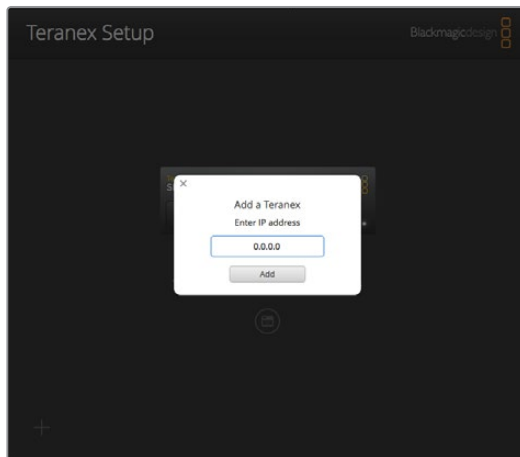 Teranex Setup
Blackmagicdesign
Add a Teranex
Enter IP address
0.0.0.0
Add